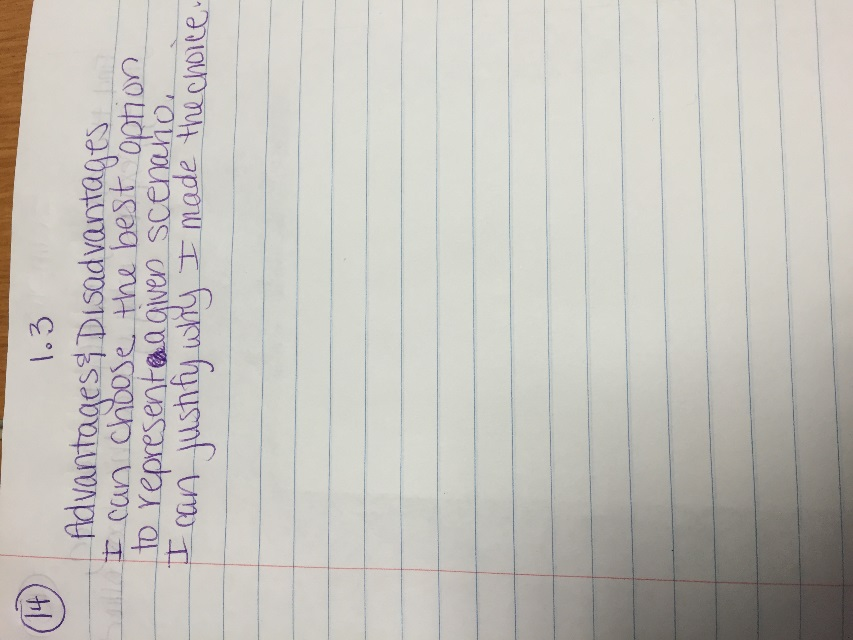 14
1.3
Advantages & Disadvantages
I can choose the best option
to represent a given scenario.
I can justify why I made the choice.